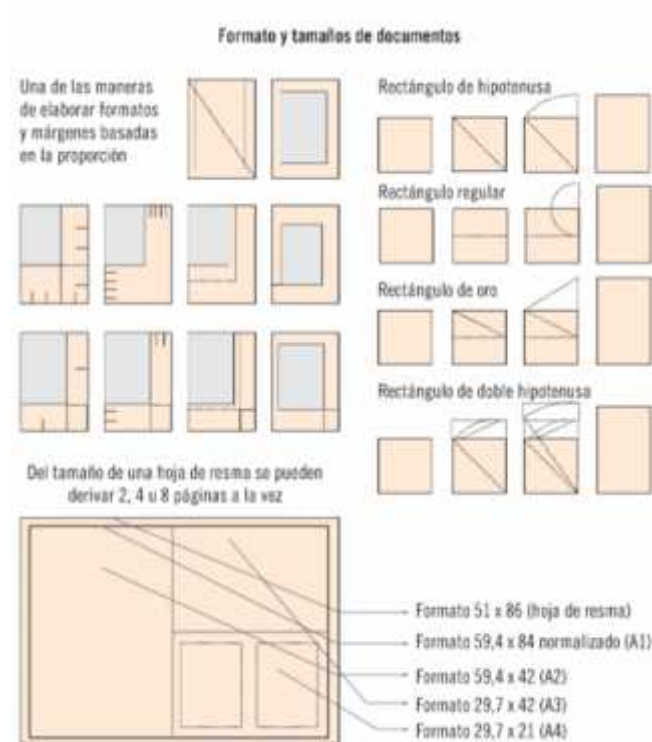 Formato y tamaños de documentos
Una de las maneras
de elaborar formatos
y márgenes basadas
en la proporción
Rectángulo de hipotenusa
Rectángulo regular
Rectángulo de oro
Rectángulo de doble hipotenusa
Del tamaño de una hoja de resma se pueden
derivar 2, 4 u 8 páginas a la vez
Formato 51 x 86 (hoja de resma)
Formato 59,4 x 84 normalizado (A1)
Formato 59,4 x 42 (A2)
Formato 29,7 x 42 (A3)
Formato 29,7 x 21 (A4)